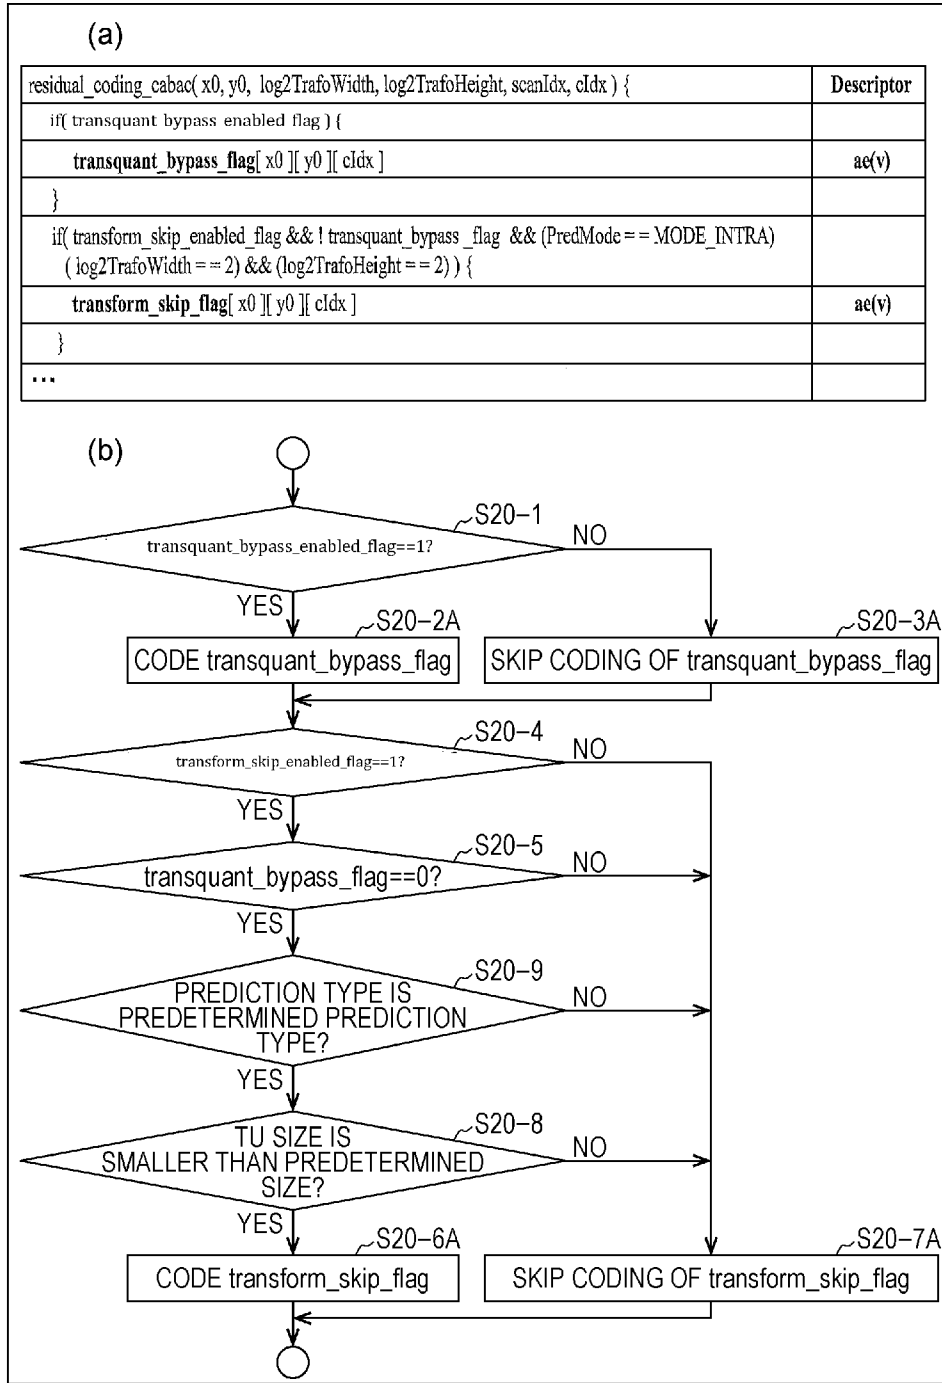 (a)
residual_coding_cabac( x0, y0, log2TrafoWidth, log2TrafoHeight, scanIdx, cIdx ) { Descriptor
if( transquant bypass enabled flag ) {
transquant_bypass_flag[ x0 ][ y0 ][ cIdx ] ae(v)
}
if( transform_skip_enabled_flag && ! transquant_bypass _flag && (PredMode = = MODE_INTRA)
( log2TrafoWidth = = 2) && (log2TrafoHeight = = 2) ) {
transform_skip_flag[ x0 ][ y0 ][ cIdx ] ae(v)
}
...
(b)
S20-1
transquant_bypass_enabled_flag==1?
NO
YES
S20-2A
S20-3A
CODE transquant_bypass_flag
SKIP CODING OF transquant_bypass_flag
S20-4
transform_skip_enabled_flag==1?
NO
YES
S20-5
transquant_bypass_flag==0?
NO
YES
S20-9
PREDICTION TYPE IS
PREDETERMINED PREDICTION
TYPE?
NO
YES
S20-8
TU SIZE IS
SMALLER THAN PREDETERMINED
SIZE?
NO
YES
S20-6A
S20-7A
CODE transform_skip_flag
SKIP CODING OF transform_skip_flag